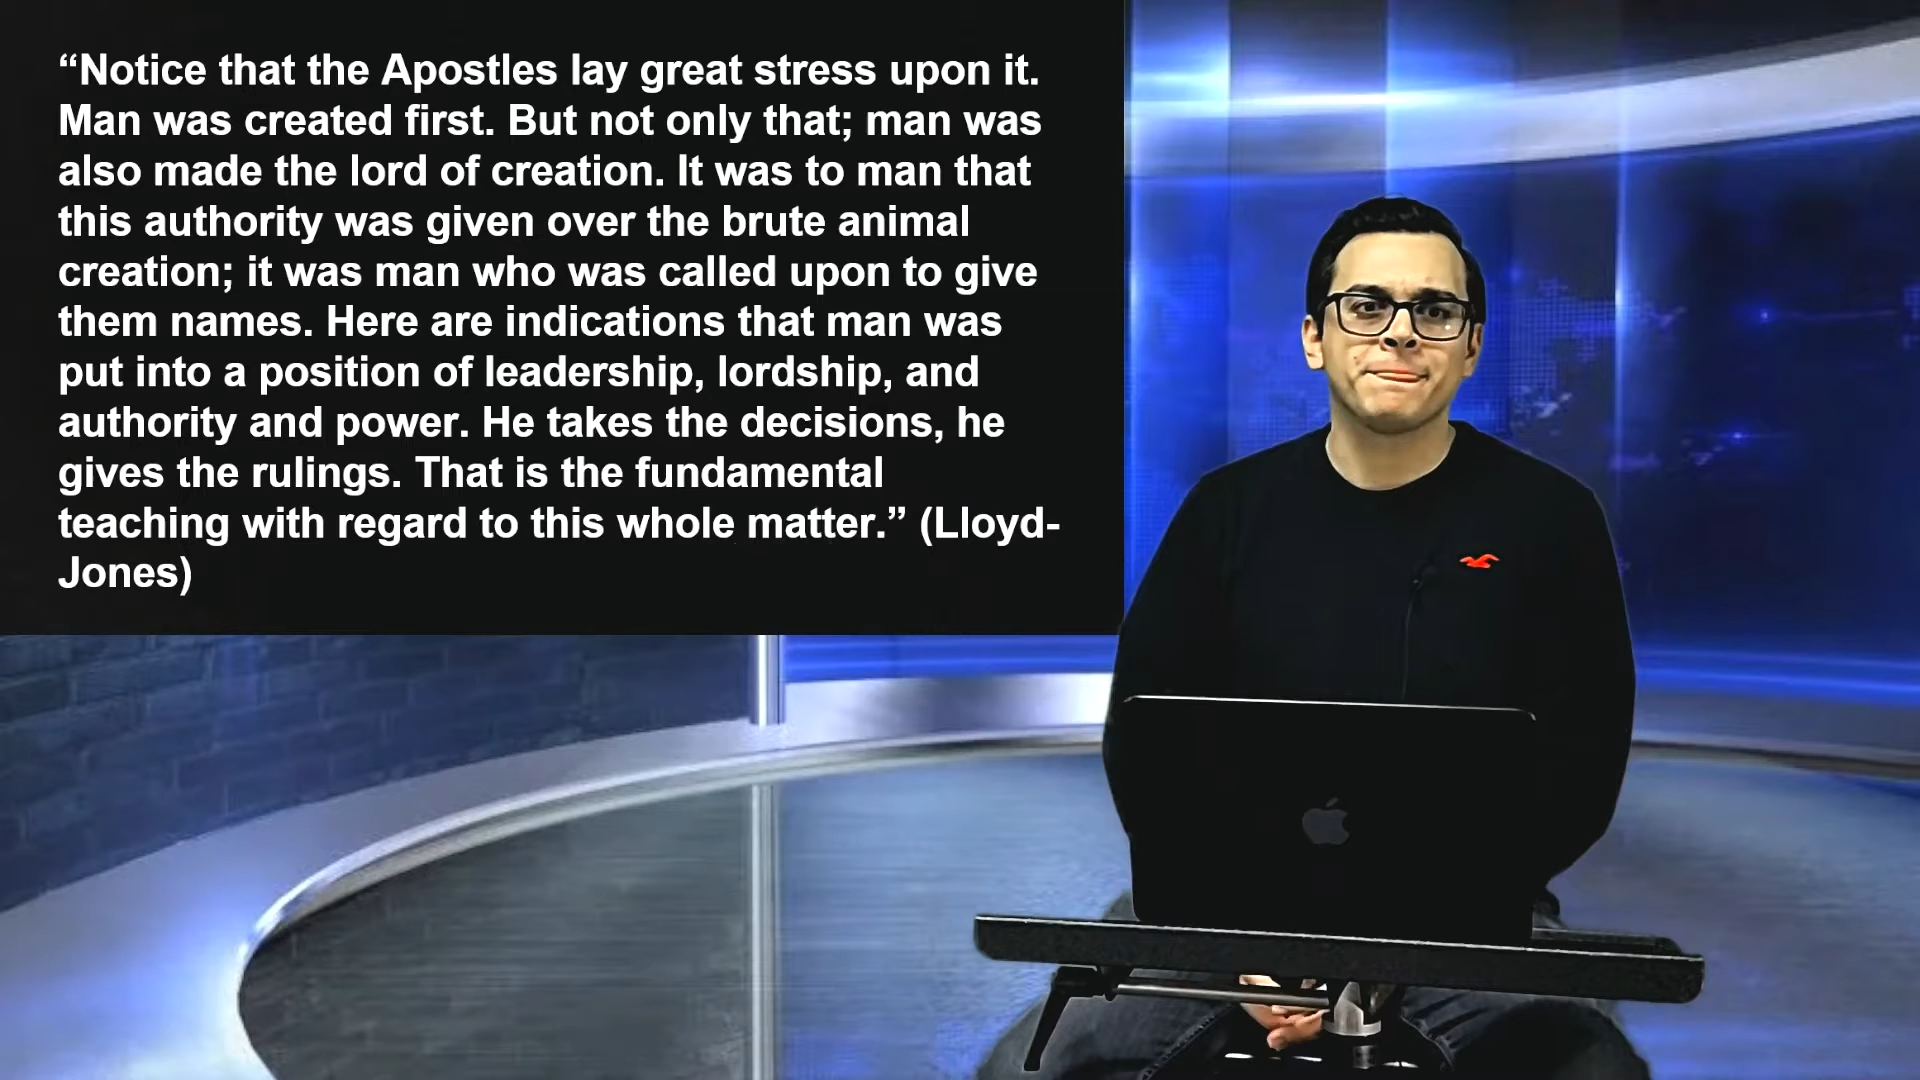 “Notice that the Apostles lay great stress upon it.
Man was created first. But not only that; man was
also made the lord of creation. It was to man that
this authority was given over the brute animal
creation; it was man who was called upon to give
them names. Here are indications that man was
put into a position of leadership, lordship, and
authority and power. He takes the decisions, he
gives the rulings. That is the fundamental
teaching with regard to this whole matter.” (Lloyd-
Jones)